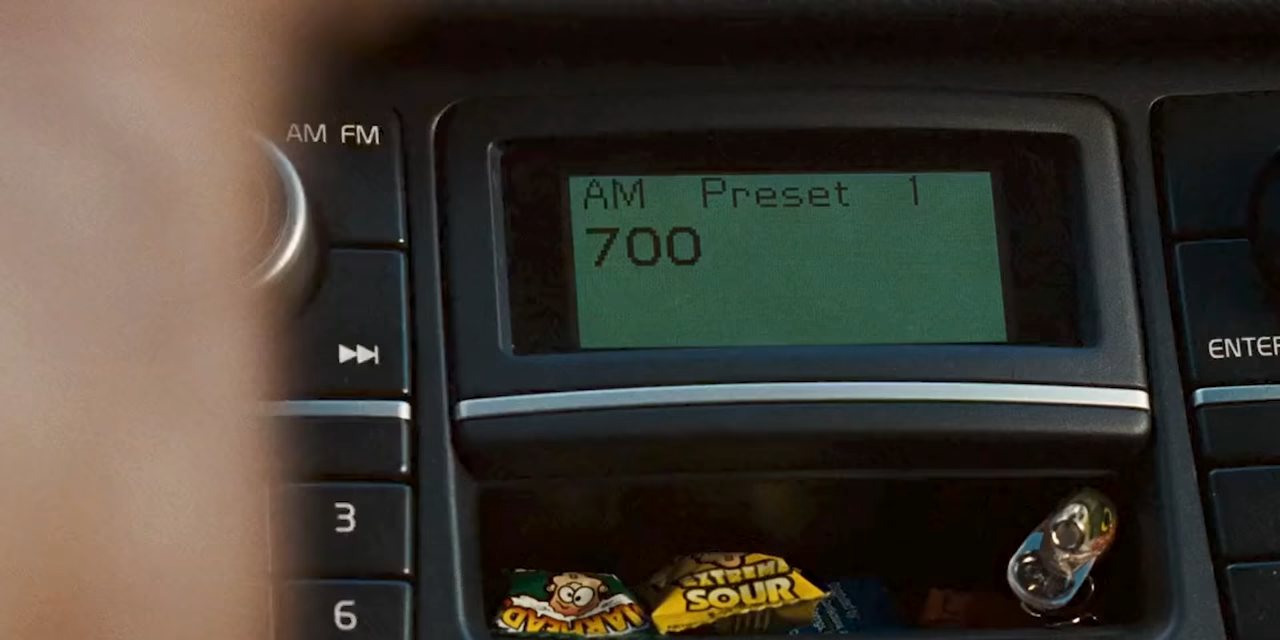 AM FM
AM Preset 1
700
ENTER
3
6
EXTREME
SOUR
WARHEAD